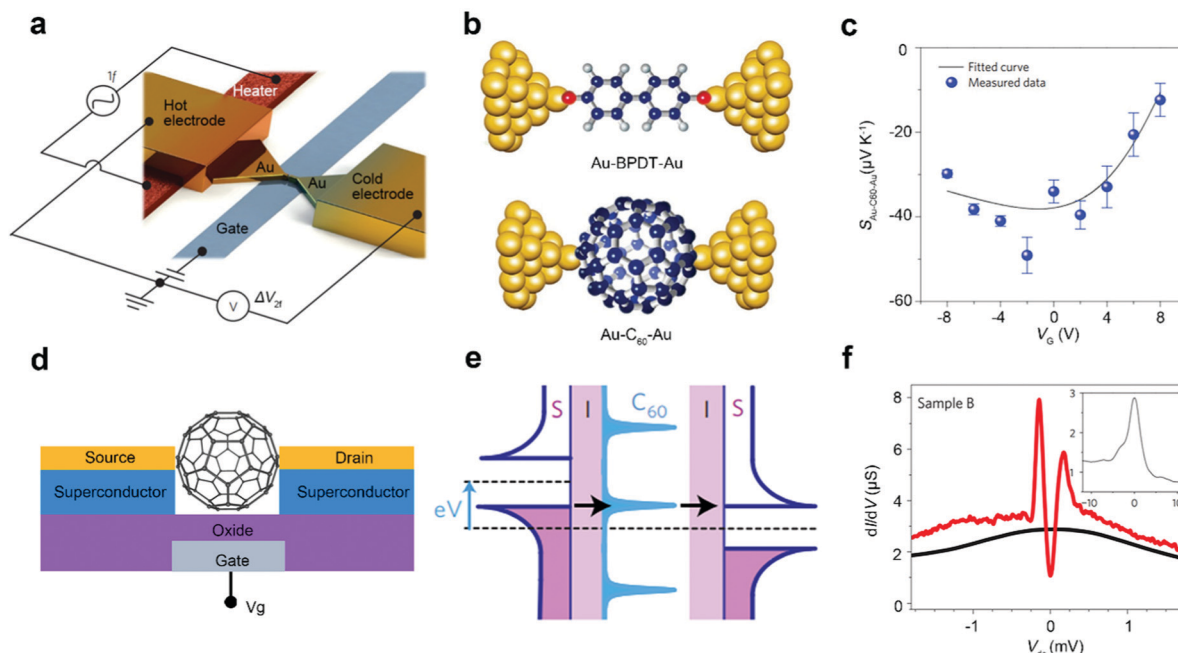 a
1f
Heater
Hot
electrode
Au
Au
Cold
electrode
Gate
V
ΔV2f
b
Au-BPDT-Au
Au-C60-Au
c
0
-20
-40
-60
SAu-C60-Au(μV K-1)
Fitted curve
Measured data
-8
-4
0
4
8
VG (V)
d
Source
Drain
Superconductor
Superconductor
Oxide
Gate
Vg
e
S
I
C60
I
S
eV
f
Sample B
8
6
4
2
0
dI/dV (μS)
3
2
1
-10
0
10
-1
0
1
(mV)